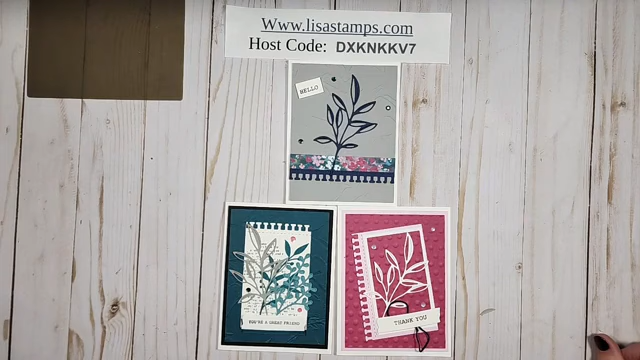 Www.lisastamps.com
Host Code: DXKNKKV7
HELLO
YOU'RE A GREAT FRIEND
THANK YOU